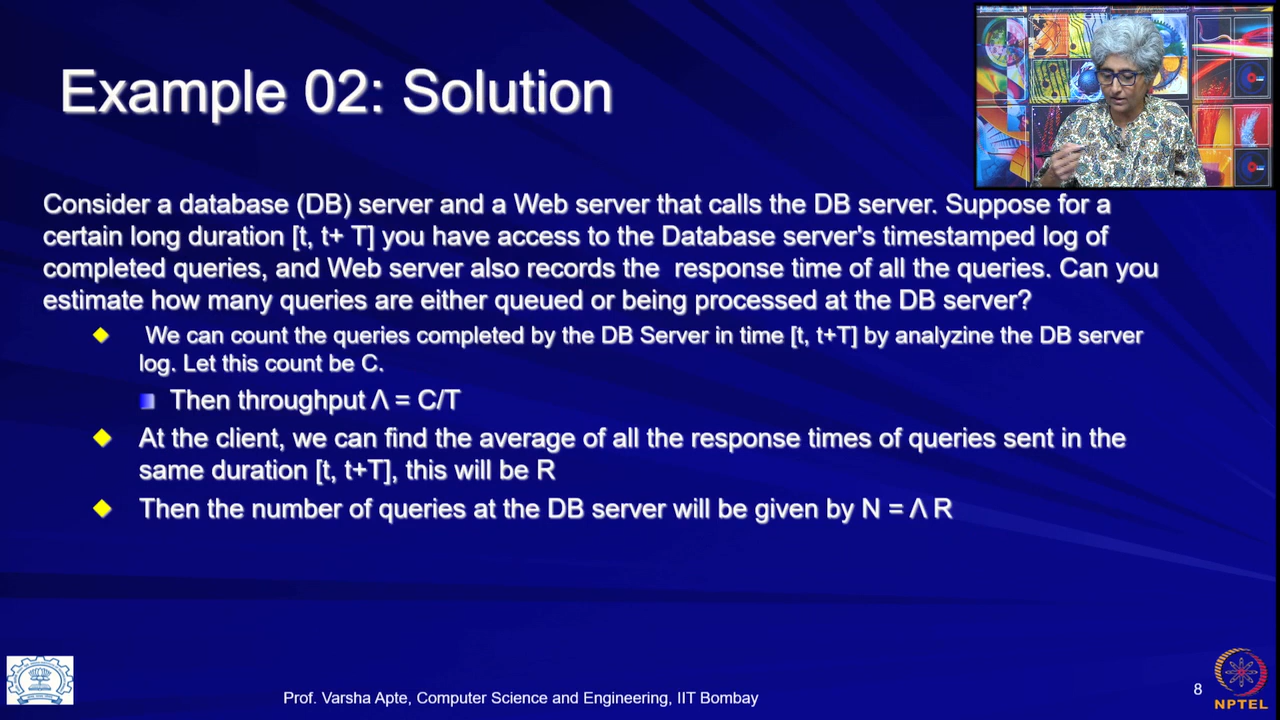 Example 02: Solution
Consider a database (DB) server and a Web server that calls the DB server. Suppose for a
certain long duration [t, t+ T] you have access to the Database server's timestamped log of
completed queries, and Web server also records the response time of all the queries. Can you
estimate how many queries are either queued or being processed at the DB server?
We can count the queries completed by the DB Server in time [t, t+T] by analyzine the DB server
log. Let this count be C.
Then throughput Λ = C/T
At the client, we can find the average of all the response times of queries sent in the
same duration [t, t+T], this will be R
Then the number of queries at the DB server will be given by N = Λ R
Prof. Varsha Apte, Computer Science and Engineering, IIT Bombay
8
NPTEL